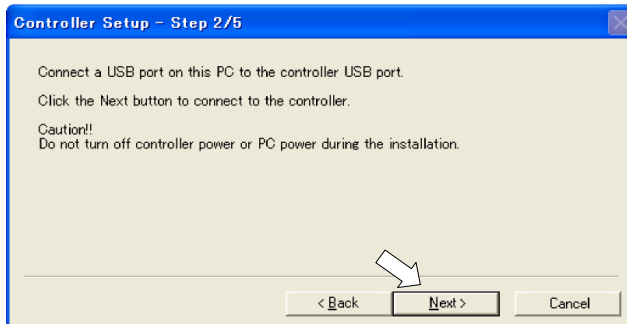 Controller Setup - Step 2/5
Connect a USB port on this PC to the controller USB port.
Click the Next button to connect to the controller.
Caution!!
Do not turn off controller power or PC power during the installation.
< Back
Next >
Cancel